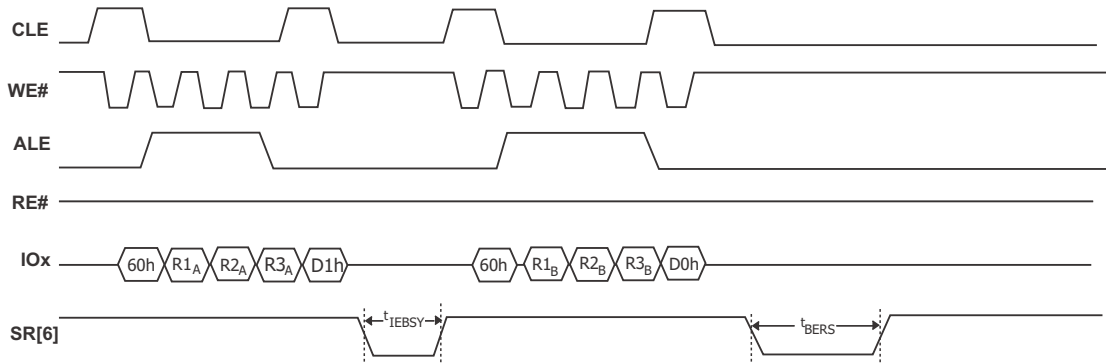 CLE
WE#
ALE
RE#
IOx 60h R1A R2A R3A D1h 60h R1B R2B R3B D0h
SR[6] tIEBSY tBERS